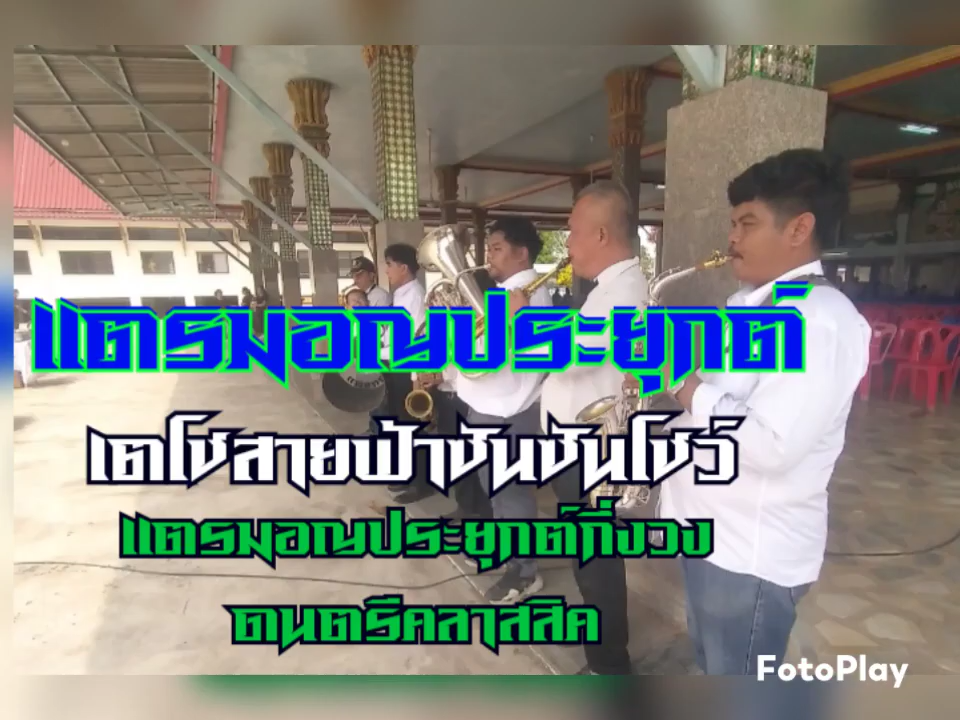 แตรมอญประยุกต์
เตโชสายฟ้าซันซันโชว์
แตรมอญประยุกต์กึ่งวง
ดนตรีคลาสสิค
FotoPlay